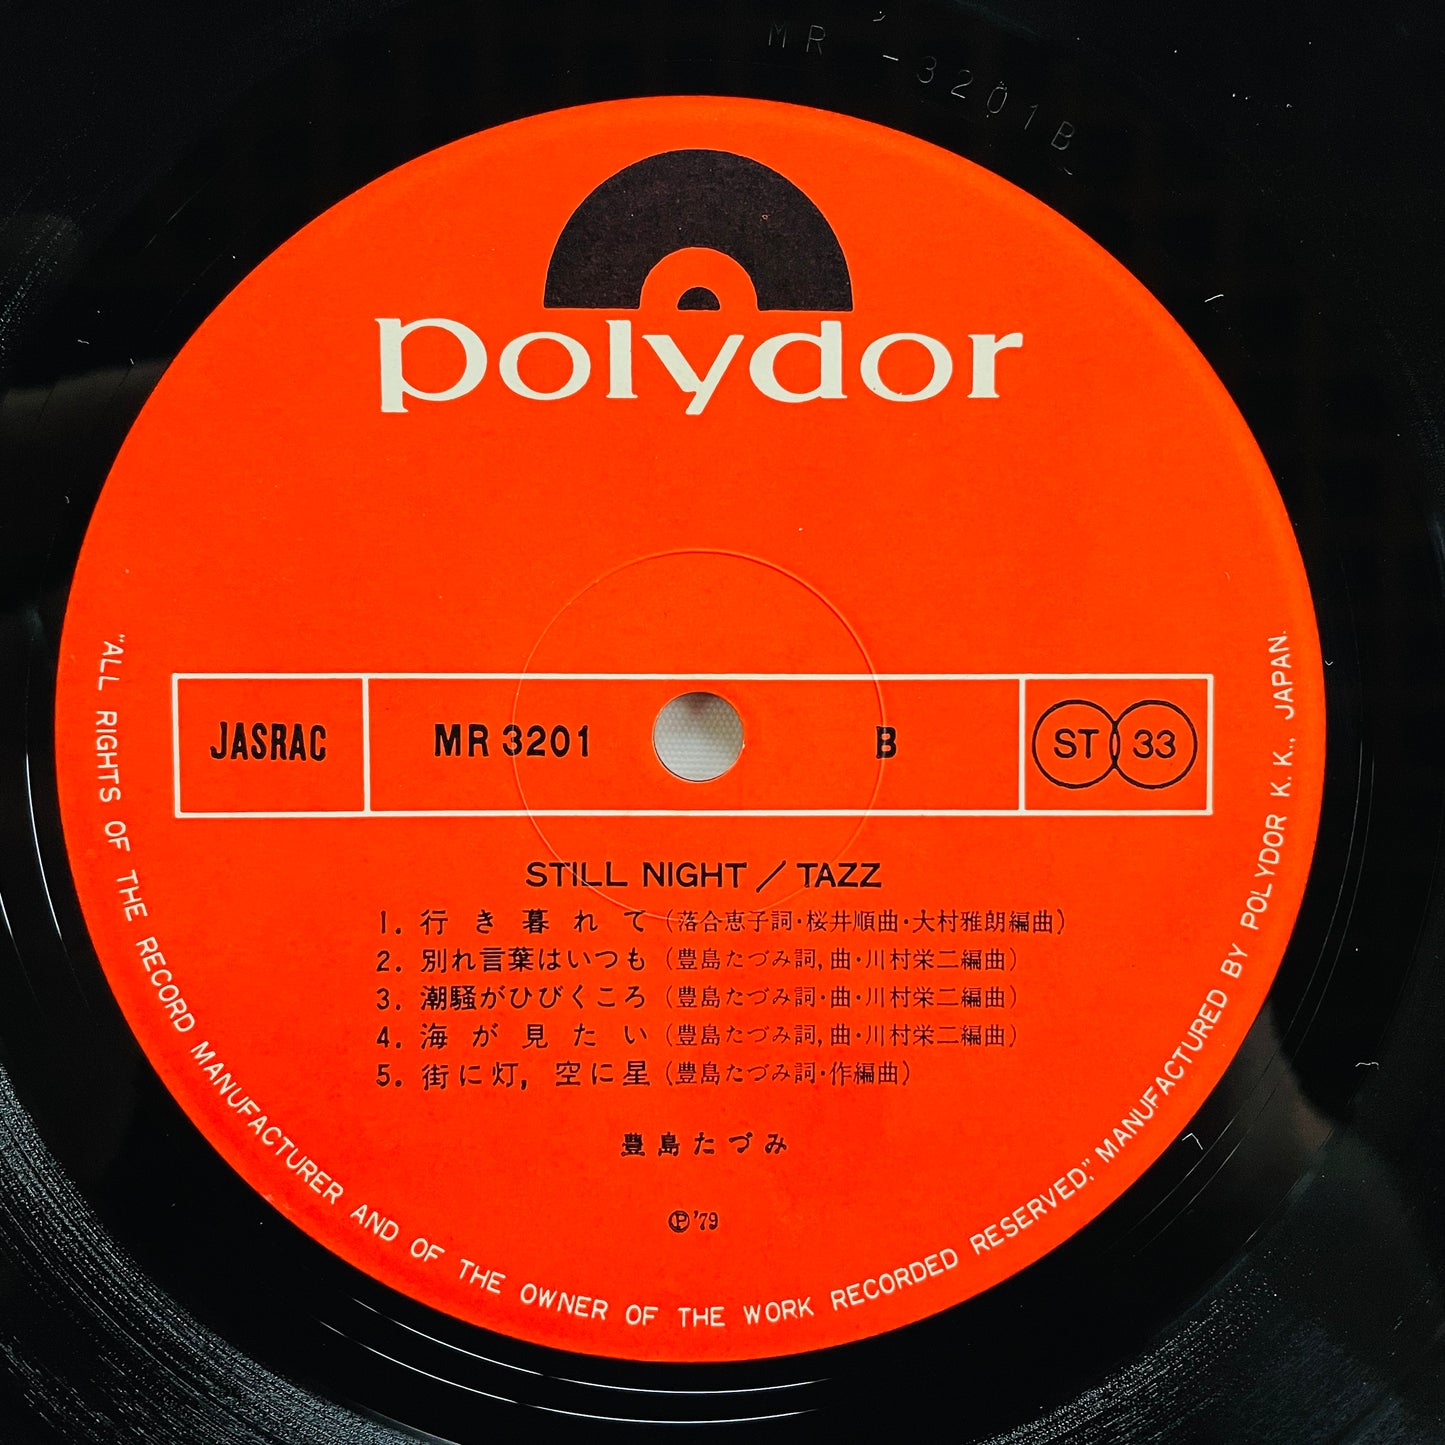 MR -3201B
polydor
JASRAC MR 3201 B ST 33
STILL NIGHT / TAZZ
1. 行き暮れて (落合恵子詞・桜井順曲・大村雅朗編曲)
2. 別れ言葉はいつも (豊島たづみ詞,曲・川村栄二編曲)
3. 潮騒がひびくころ (豊島たづみ詞・曲・川村栄二編曲)
4. 海が見たい (豊島たづみ詞,曲・川村栄二編曲)
5. 街に灯, 空に星 (豊島たづみ詞・作編曲)
豊島たづみ
Ⓟ'79
"ALL RIGHTS OF THE RECORD MANUFACTURER AND OF THE OWNER OF THE WORK RECORDED RESERVED," MANUFACTURED BY POLYDOR K.K., JAPAN.